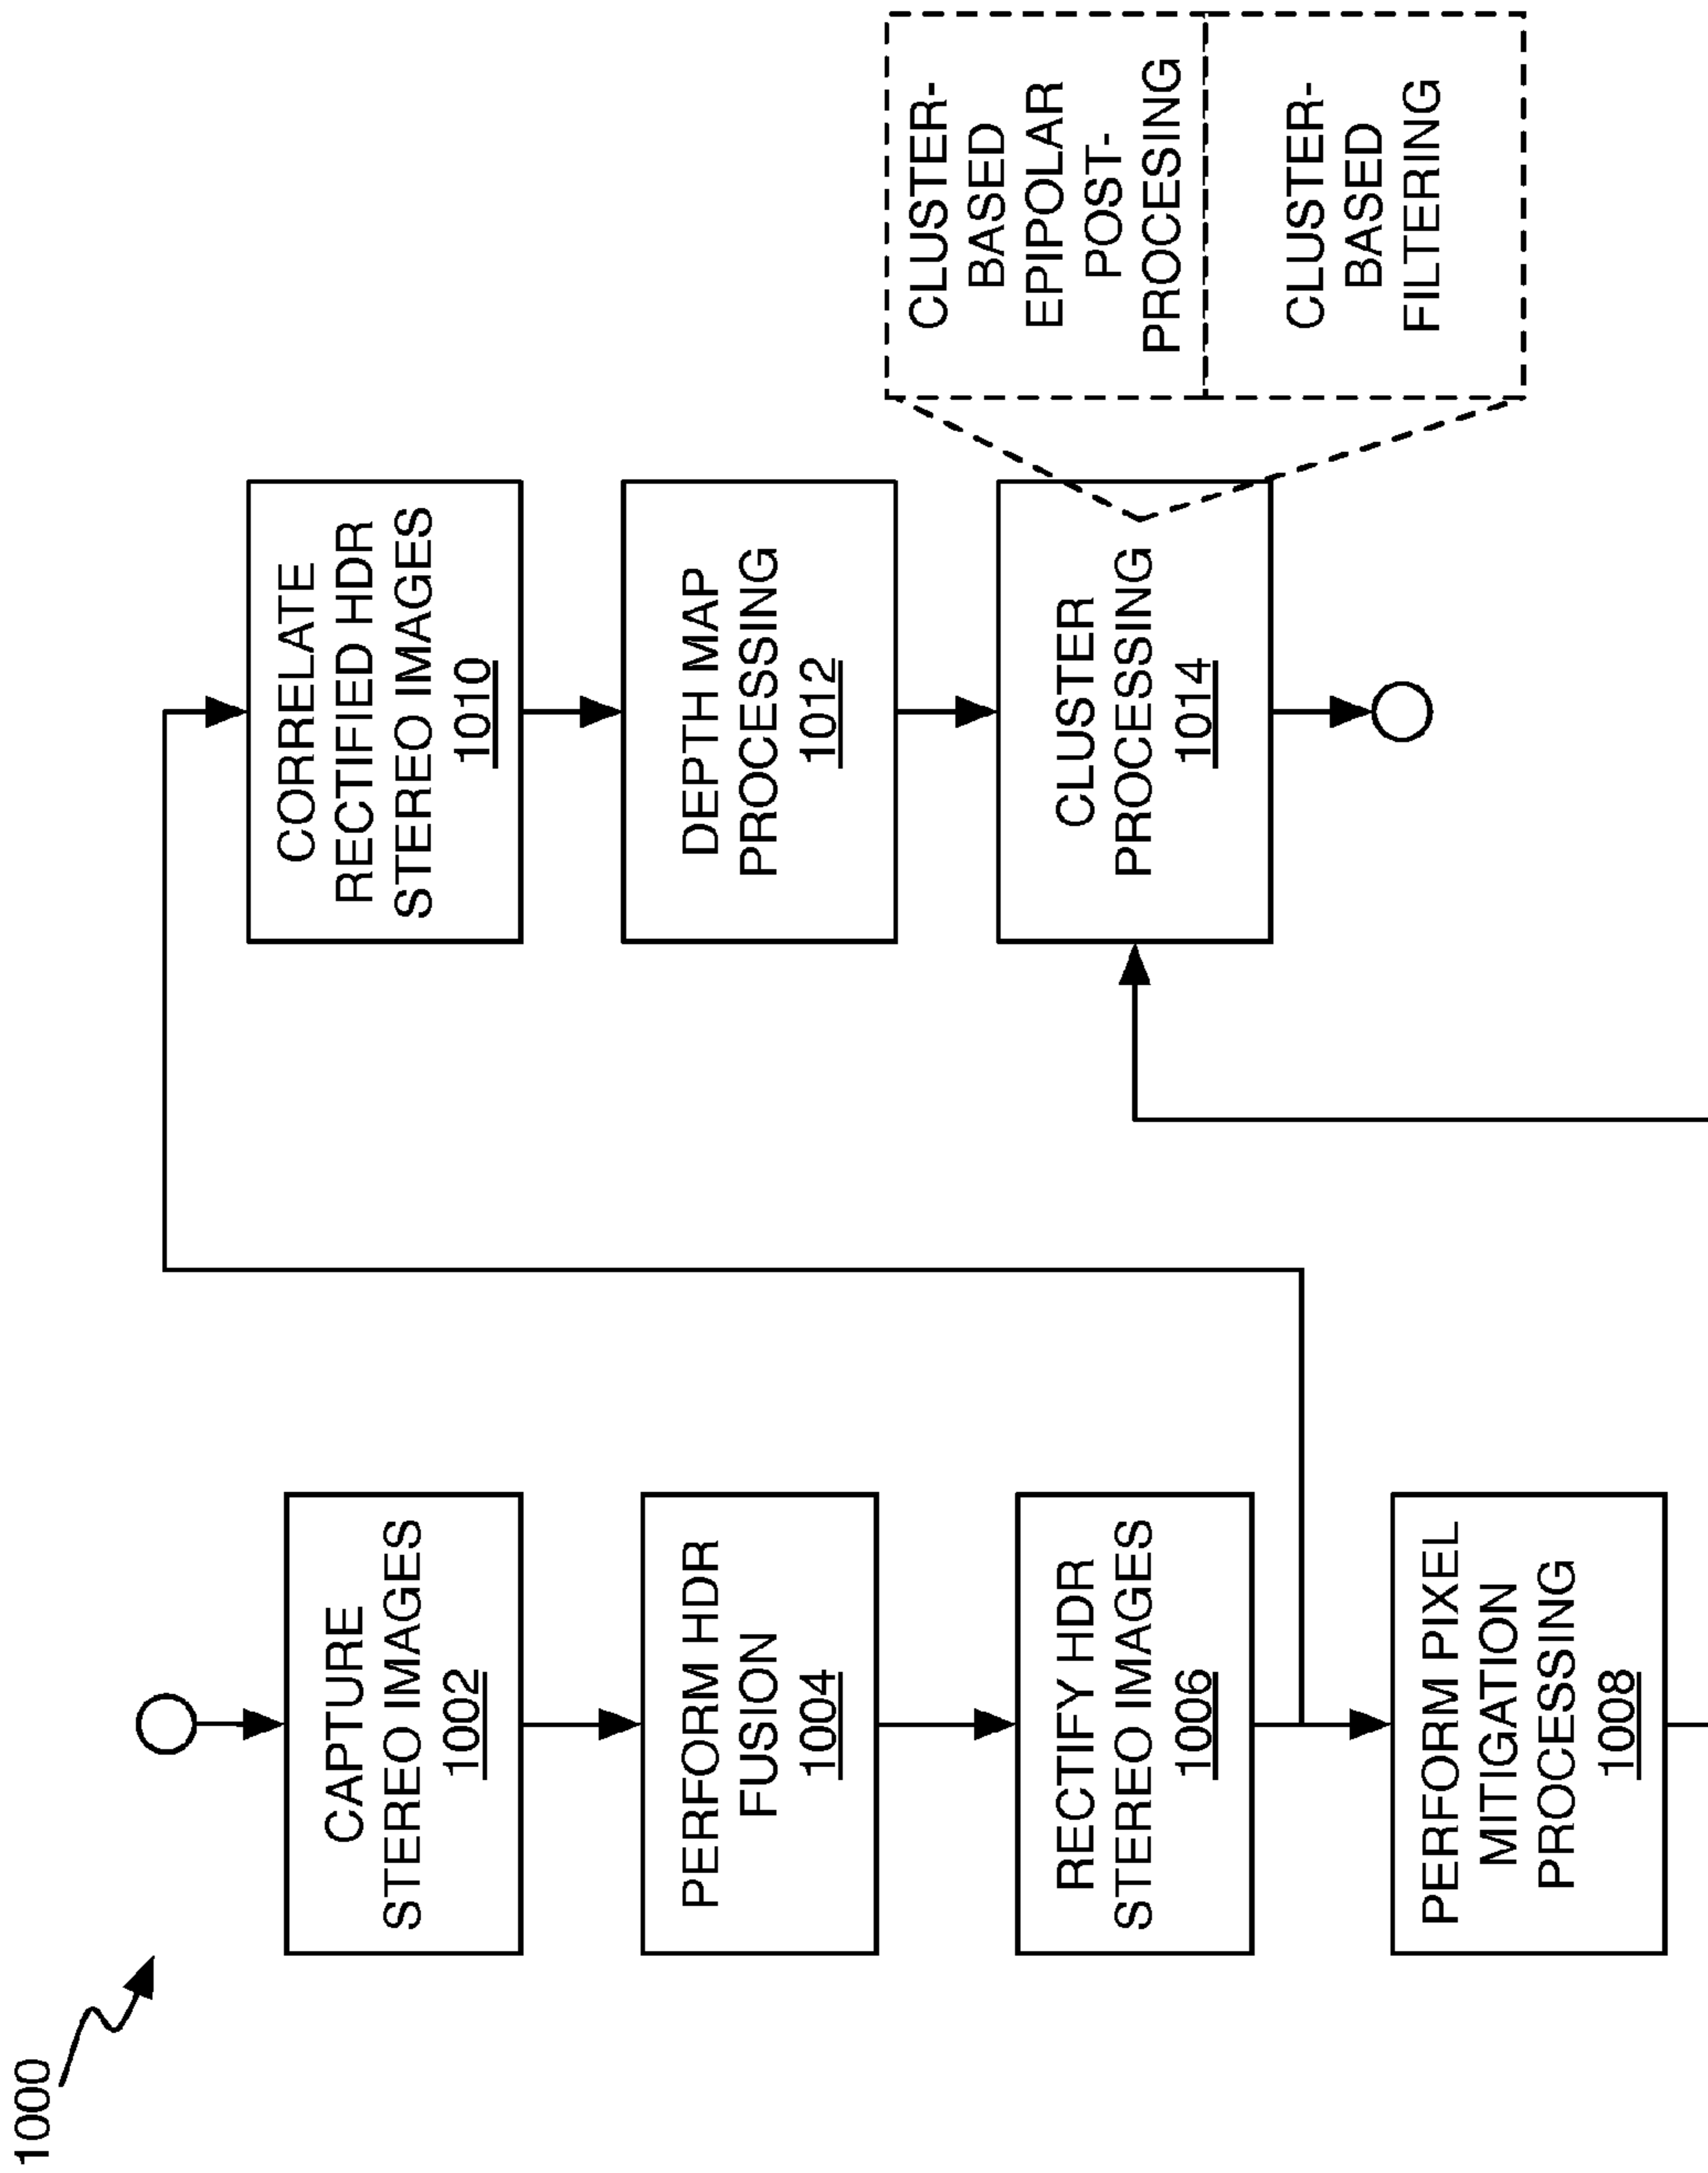 1000
CAPTURE
STEREO IMAGES
1002
PERFORM HDR
FUSION
1004
RECTIFY HDR
STEREO IMAGES
1006
PERFORM PIXEL
MITIGATION
PROCESSING
1008
CORRELATE
RECTIFIED HDR
STEREO IMAGES
1010
DEPTH MAP
PROCESSING
1012
CLUSTER
PROCESSING
1014
CLUSTER-
BASED
EPIPOLAR
POST-
PROCESSING
CLUSTER-
BASED
FILTERING